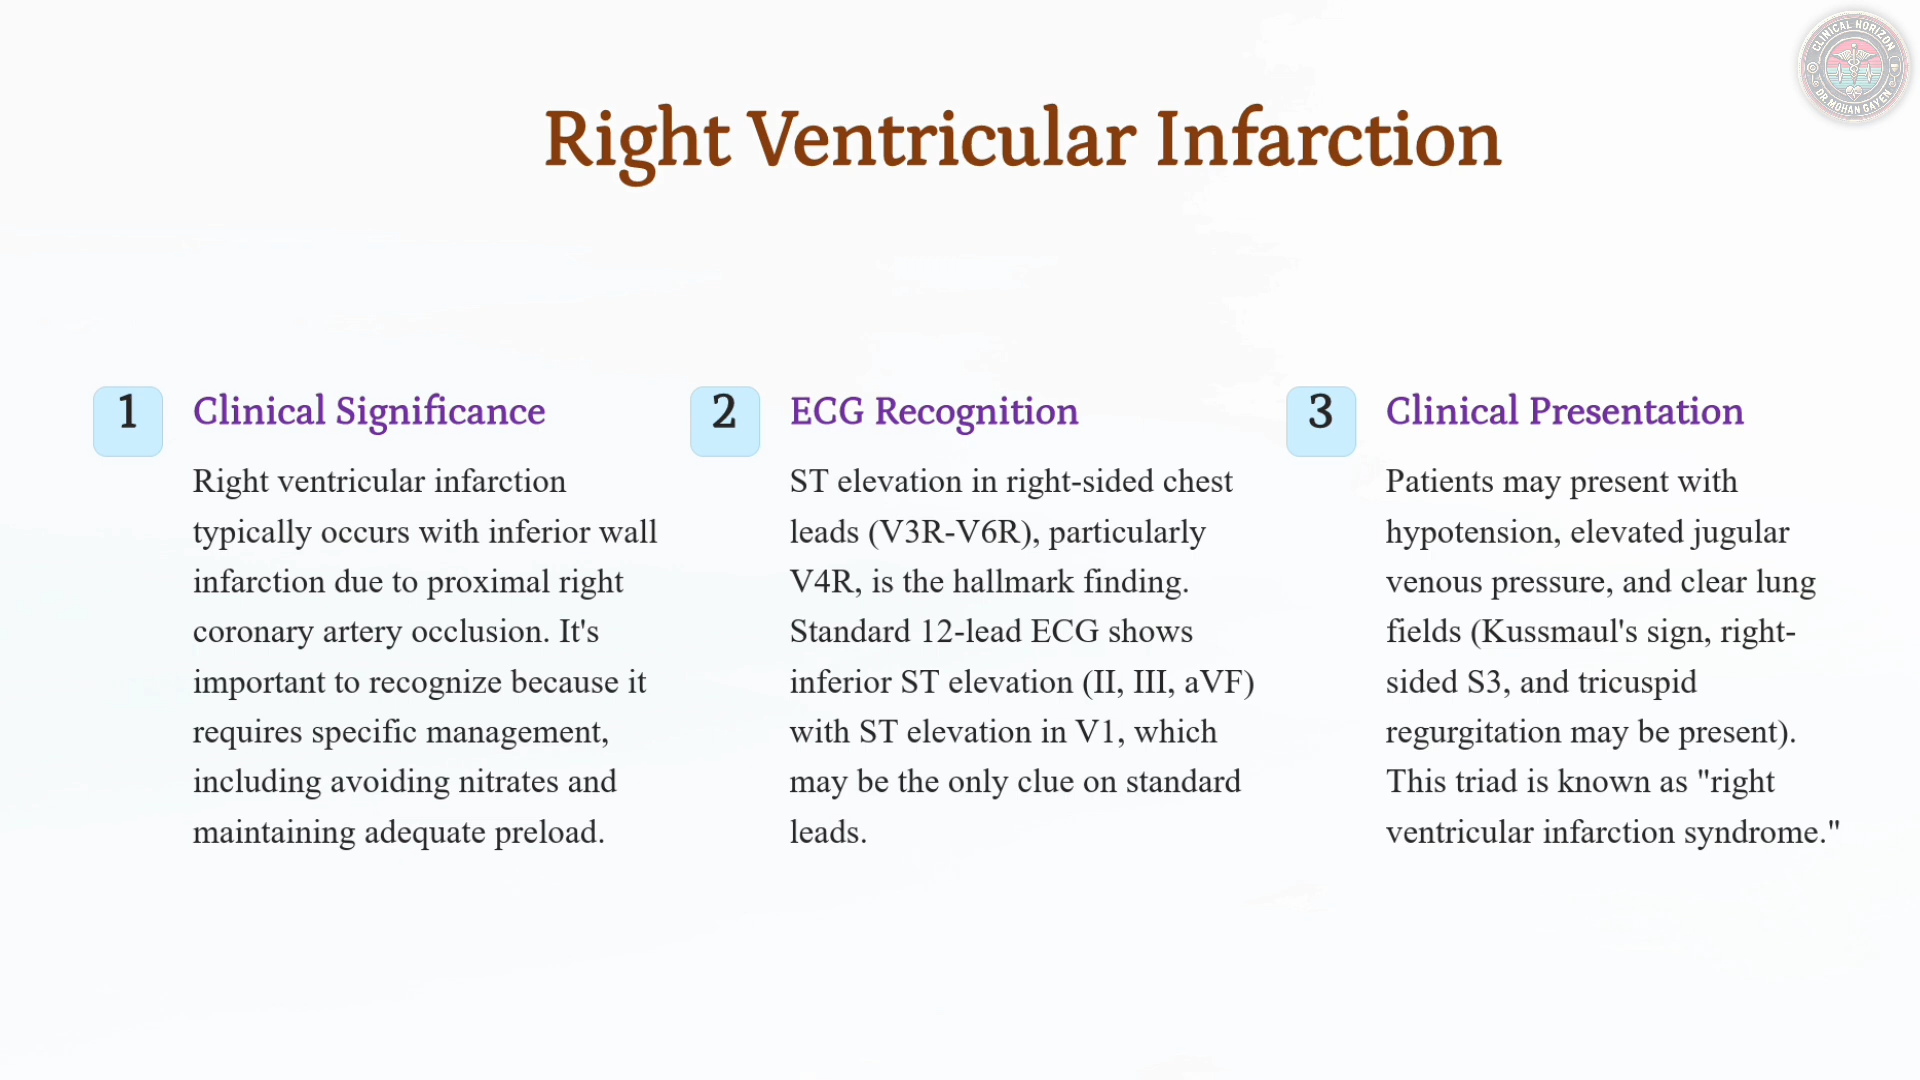 CLINICAL HORIZON
DR MOHAN GAYEN
Right Ventricular Infarction
1
Clinical Significance
Right ventricular infarction
typically occurs with inferior wall
infarction due to proximal right
coronary artery occlusion. It's
important to recognize because it
requires specific management,
including avoiding nitrates and
maintaining adequate preload.
2
ECG Recognition
ST elevation in right-sided chest
leads (V3R-V6R), particularly
V4R, is the hallmark finding.
Standard 12-lead ECG shows
inferior ST elevation (II, III, aVF)
with ST elevation in V1, which
may be the only clue on standard
leads.
3
Clinical Presentation
Patients may present with
hypotension, elevated jugular
venous pressure, and clear lung
fields (Kussmaul's sign, right-
sided S3, and tricuspid
regurgitation may be present).
This triad is known as "right
ventricular infarction syndrome."